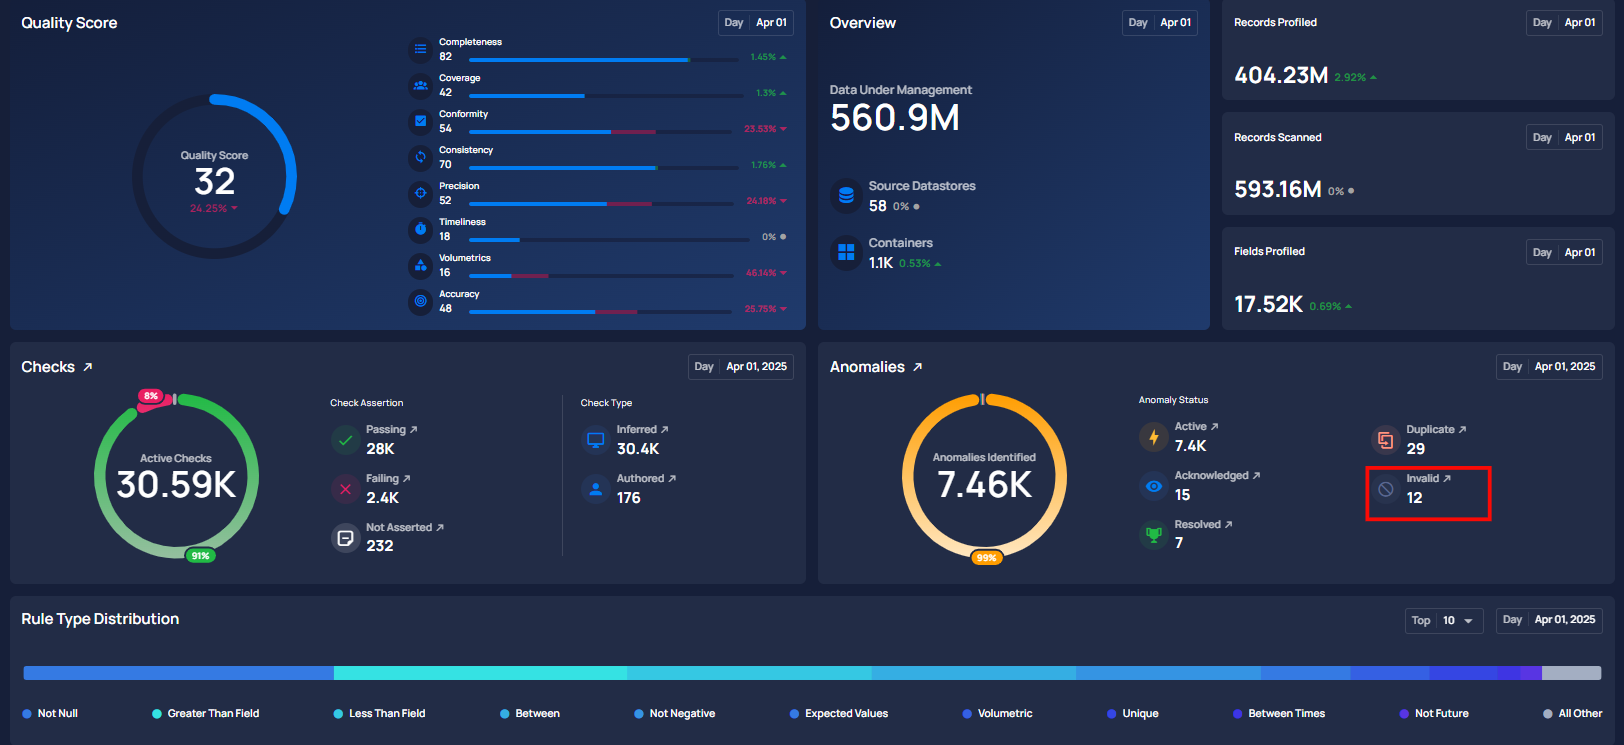 Quality Score
Day Apr 01
Quality Score
32
24.25%
Completeness
82
1.45%
Coverage
42
1.3%
Conformity
54
23.53%
Consistency
70
1.76%
Precision
52
24.18%
Timeliness
18
0%
Volumetrics
16
46.14%
Accuracy
48
25.75%
Overview
Day Apr 01
Data Under Management
560.9M
Source Datastores
58 0%
Containers
1.1K 0.53%
Records Profiled
Day Apr 01
404.23M 2.92%
Records Scanned
Day Apr 01
593.16M 0%
Fields Profiled
Day Apr 01
17.52K 0.69%
Checks
Day Apr 01, 2025
8%
Active Checks
30.59K
91%
Check Assertion
Passing
28K
Failing
2.4K
Not Asserted
232
Check Type
Inferred
30.4K
Authored
176
Anomalies
Day Apr 01, 2025
Anomalies Identified
7.46K
99%
Anomaly Status
Active
7.4K
Acknowledged
15
Resolved
7
Duplicate
29
Invalid
12
Rule Type Distribution
Top 10
Day Apr 01, 2025
Not Null Greater Than Field Less Than Field Between Not Negative Expected Values Volumetric Unique Between Times Not Future All Other